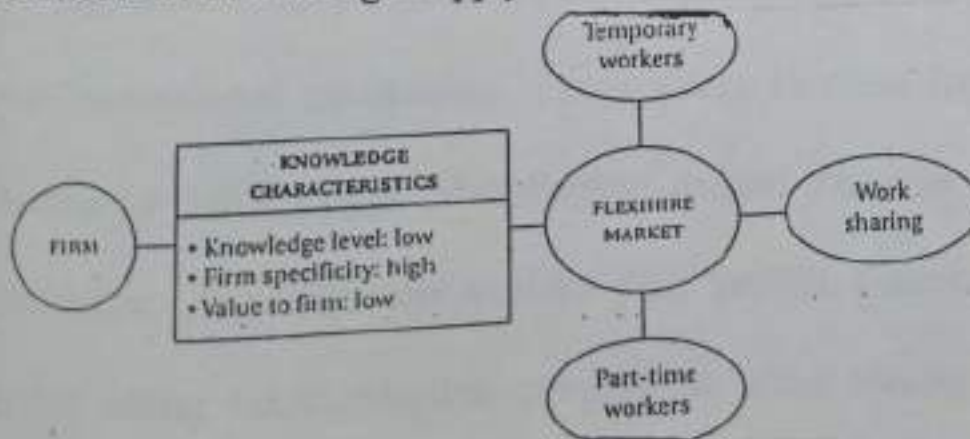 Temporary
workers
KNOWLEDGE
CHARACTERISTICS
FIRM
• Knowledge level: low
• Firm specificity: high
• Value to firm: low
FLEXIHIRE
MARKET
Work
sharing
Part-time
workers